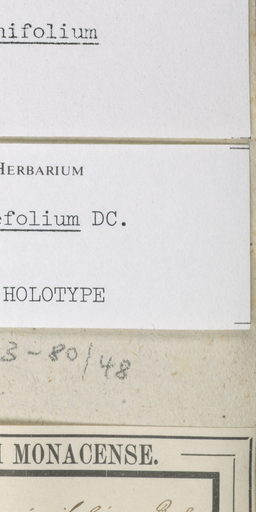 nifolium
HERBARIUM
efolium DC.
HOLOTYPE
3-80/48
MONACENSE.